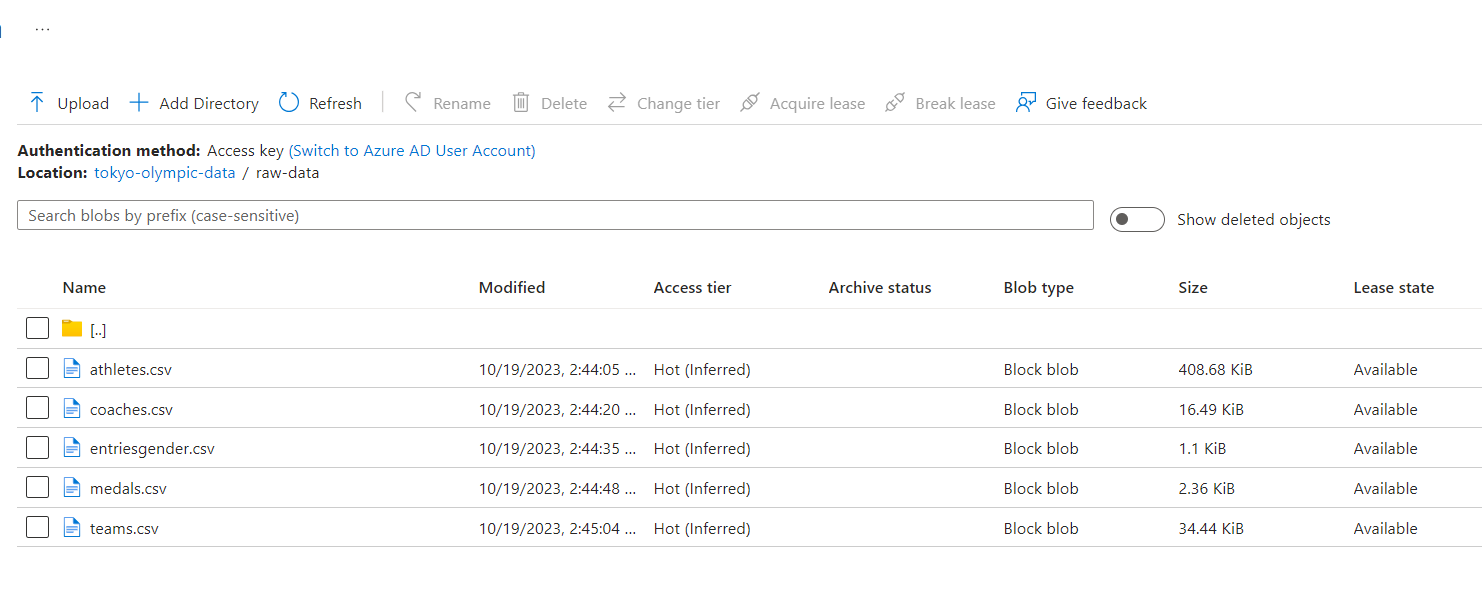 ...
Upload Add Directory Refresh Rename Delete Change tier Acquire lease Break lease Give feedback
Authentication method: Access key (Switch to Azure AD User Account)
Location: tokyo-olympic-data / raw-data
Search blobs by prefix (case-sensitive) Show deleted objects
Name Modified Access tier Archive status Blob type Size Lease state
[..]
athletes.csv 10/19/2023, 2:44:05 ... Hot (Inferred) Block blob 408.68 KiB Available
coaches.csv 10/19/2023, 2:44:20 ... Hot (Inferred) Block blob 16.49 KiB Available
entriesgender.csv 10/19/2023, 2:44:35 ... Hot (Inferred) Block blob 1.1 KiB Available
medals.csv 10/19/2023, 2:44:48 ... Hot (Inferred) Block blob 2.36 KiB Available
teams.csv 10/19/2023, 2:45:04 ... Hot (Inferred) Block blob 34.44 KiB Available